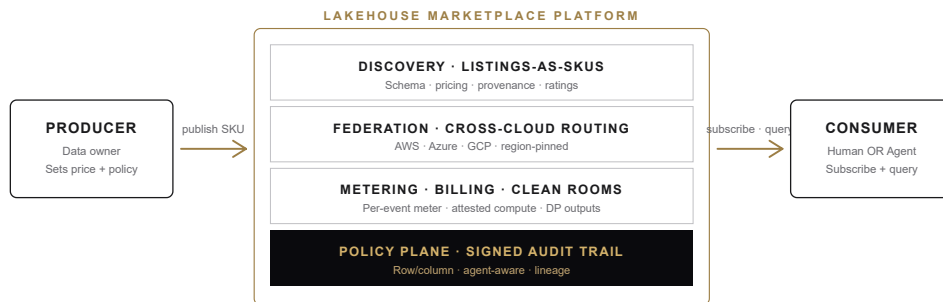 LAKEHOUSE MARKETPLACE PLATFORM
PRODUCER
Data owner
Sets price + policy
publish SKU
DISCOVERY · LISTINGS-AS-SKUS
Schema · pricing · provenance · ratings
FEDERATION · CROSS-CLOUD ROUTING
AWS · Azure · GCP · region-pinned
METERING · BILLING · CLEAN ROOMS
Per-event meter · attested compute · DP outputs
POLICY PLANE · SIGNED AUDIT TRAIL
Row/column · agent-aware · lineage
subscribe · query
CONSUMER
Human OR Agent
Subscribe + query